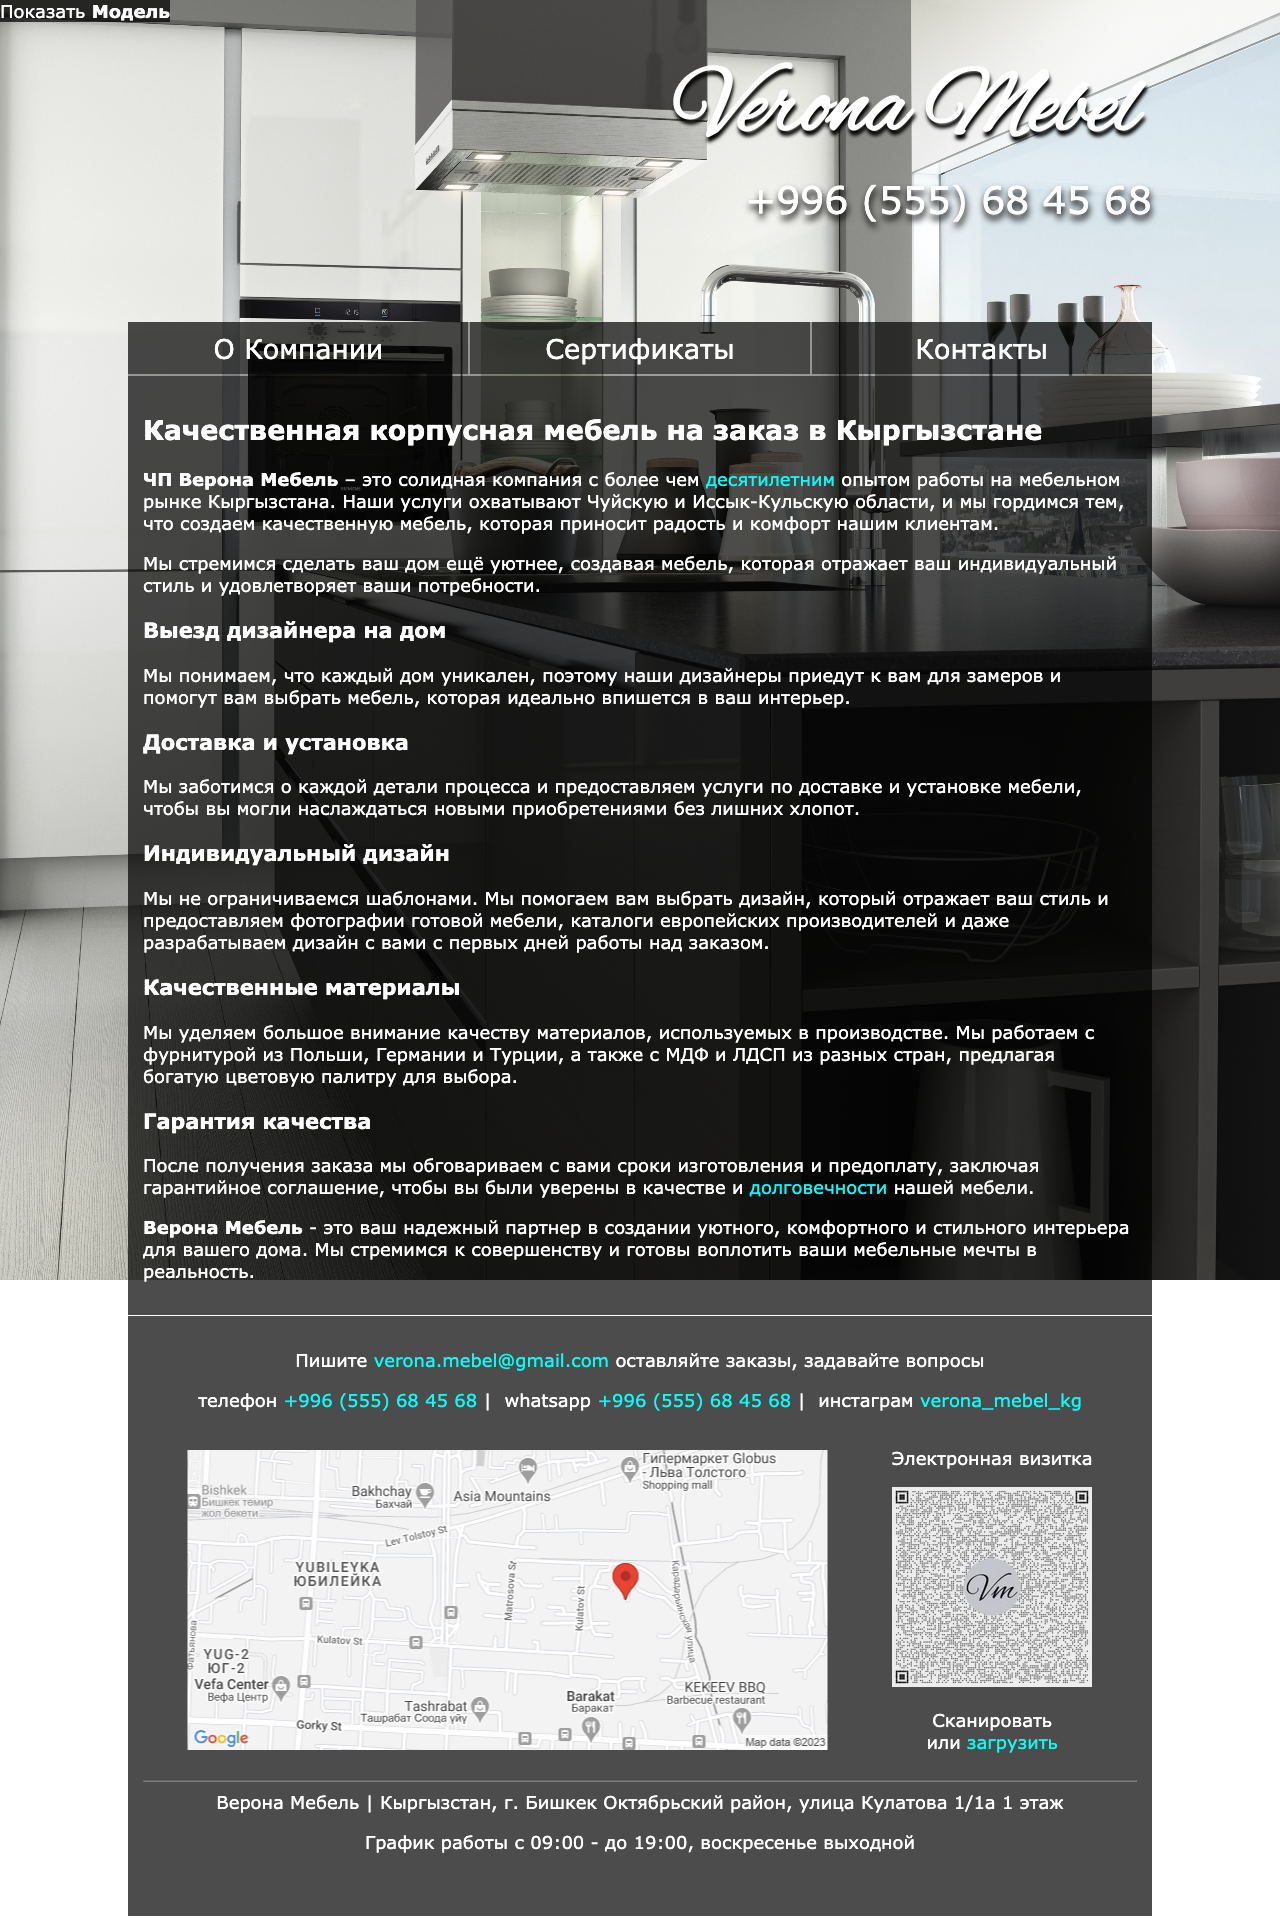 Показать Модель
Verona Mebel
+996 (555) 68 45 68
О Компании
Сертификаты
Контакты
Качественная корпусная мебель на заказ в Кыргызстане
ЧП Верона Мебель – это солидная компания с более чем десятилетним опытом работы на мебельном
рынке Кыргызстана. Наши услуги охватывают Чуйскую и Иссык-Кульскую области, и мы гордимся тем,
что создаем качественную мебель, которая приносит радость и комфорт нашим клиентам.
Мы стремимся сделать ваш дом ещё уютнее, создавая мебель, которая отражает ваш индивидуальный
стиль и удовлетворяет ваши потребности.
Выезд дизайнера на дом
Мы понимаем, что каждый дом уникален, поэтому наши дизайнеры приедут к вам для замеров и
помогут вам выбрать мебель, которая идеально впишется в ваш интерьер.
Доставка и установка
Мы заботимся о каждой детали процесса и предоставляем услуги по доставке и установке мебели,
чтобы вы могли наслаждаться новыми приобретениями без лишних хлопот.
Индивидуальный дизайн
Мы не ограничиваемся шаблонами. Мы помогаем вам выбрать дизайн, который отражает ваш стиль и
предоставляем фотографии готовой мебели, каталоги европейских производителей и даже
разрабатываем дизайн с вами с первых дней работы над заказом.
Качественные материалы
Мы уделяем большое внимание качеству материалов, используемых в производстве. Мы работаем с
фурнитурой из Польши, Германии и Турции, а также с МДФ и ЛДСП из разных стран, предлагая
богатую цветовую палитру для выбора.
Гарантия качества
После получения заказа мы обговариваем с вами сроки изготовления и предоплату, заключая
гарантийное соглашение, чтобы вы были уверены в качестве и долговечности нашей мебели.
Верона Мебель - это ваш надежный партнер в создании уютного, комфортного и стильного интерьера
для вашего дома. Мы стремимся к совершенству и готовы воплотить ваши мебельные мечты в
реальность.
Пишите verona.mebel@gmail.com оставляйте заказы, задавайте вопросы
телефон +996 (555) 68 45 68 | whatsapp +996 (555) 68 45 68 | инстаграм verona_mebel_kg
Гипермаркет Globus
- Льва Толстого
Shopping mall
Bishkek
Бишкек темир
жол бекети
Bakhchay
Бахчай
Asia Mountains
Lev Tolstoy St
YUBILEYKA
ЮБИЛЕЙКА
Matrosova St
Kulatov St
Карадарьинская улица
Фатьянова
Kulatov St
YUG-2
ЮГ-2
Vefa Center
Вефа Центр
Tashrabat
Ташрабат Соода үйү
Barakat
Баракат
KEKEEV BBQ
Barbecue restaurant
Gorky St
Google
Map data ©2023
Электронная визитка
Vm
Сканировать
или загрузить
Верона Мебель | Кыргызстан, г. Бишкек Октябрьский район, улица Кулатова 1/1а 1 этаж
График работы с 09:00 - до 19:00, воскресенье выходной